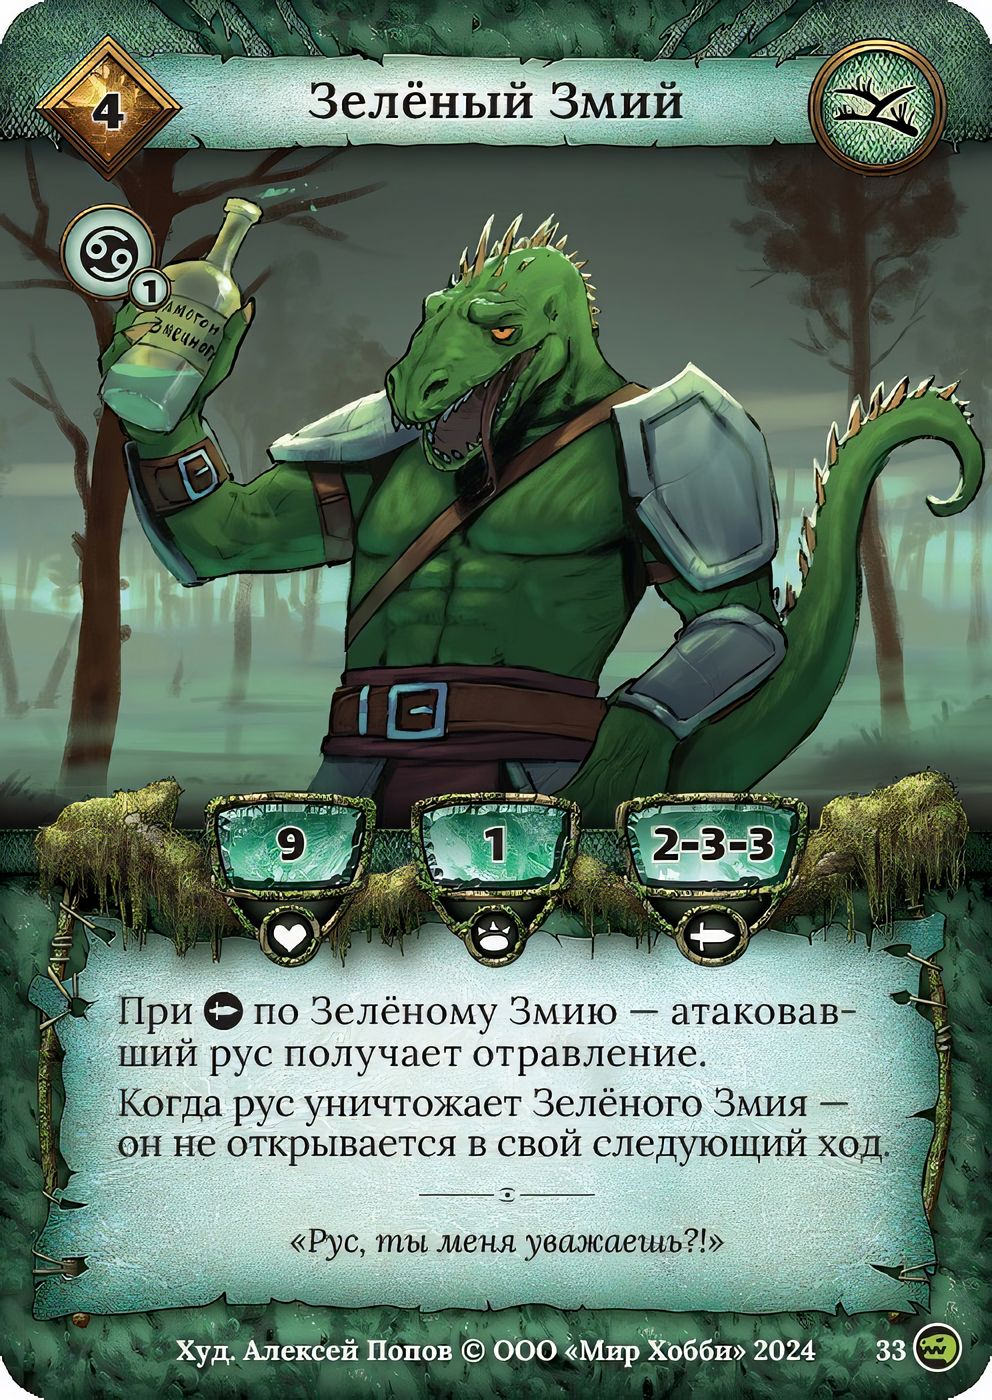 4
Зелёный Змий
1
Самогон
Змеиный
9
1
2-3-3
При по Зелёному Змию — атаковав-
ший рус получает отравление.
Когда рус уничтожает Зелёного Змия —
он не открывается в свой следующий ход.
«Рус, ты меня уважаешь?!»
Худ. Алексей Попов © ООО «Мир Хобби» 2024
33